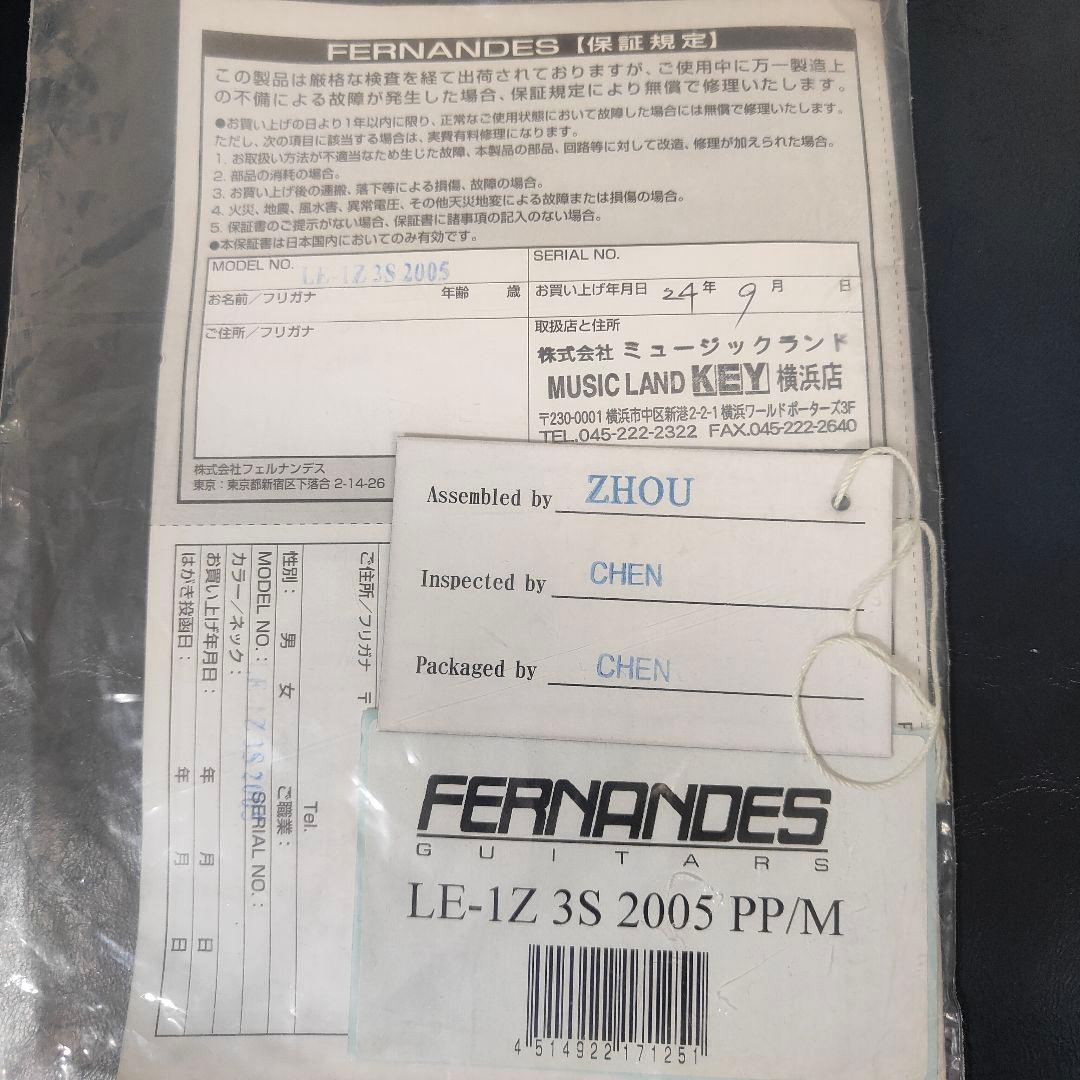 FERNANDES【保証規定】
この製品は厳格な検査を経て出荷されておりますが、ご使用中に万一製造上
の不備による故障が発生した場合、保証規定により無償で修理いたします。
●お買い上げの日より1年以内に限り、正常なご使用状態において故障した場合には無償で修理いたします。
ただし、次の項目に該当する場合は、実費有料修理になります。
1. お取扱い方法が不適当なため生じた故障、本製品の部品、回路等に対して改造、修理が加えられた場合。
2. 部品の消耗の場合。
3. お買い上げ後の運搬、落下等による損傷、故障の場合。
4. 火災、地震、風水害、異常電圧、その他天災地変による故障または損傷の場合。
5. 保証書のご提示がない場合、保証書に諸事項の記入のない場合。
●本保証書は日本国内においてのみ有効です。
MODEL NO. LE-1Z 3S 2005
SERIAL NO.
お名前／フリガナ 年齢 歳
お買い上げ年月日 24年 9月 日
ご住所／フリガナ
取扱店と住所
株式会社 ミュージックランド
MUSIC LAND KEY 横浜店
〒230-0001 横浜市中区新港2-2-1 横浜ワールドポーターズ3F
TEL.045-222-2322 FAX.045-222-2640
株式会社フェルナンデス
東京：東京都新宿区下落合 2-14-26
Assembled by ZHOU
Inspected by CHEN
Packaged by CHEN
ご住所／フリガナ 〒
Tel.
性別： 男 女 ご職業：
MODEL NO.： Z 3S 2005 SERIAL NO.：
カラー／ネック：
お買い上げ年月日： 年 月 日
はがき投函日： 年 月 日
FERNANDES
GUITARS
LE-1Z 3S 2005 PP/M
4 514922 171251